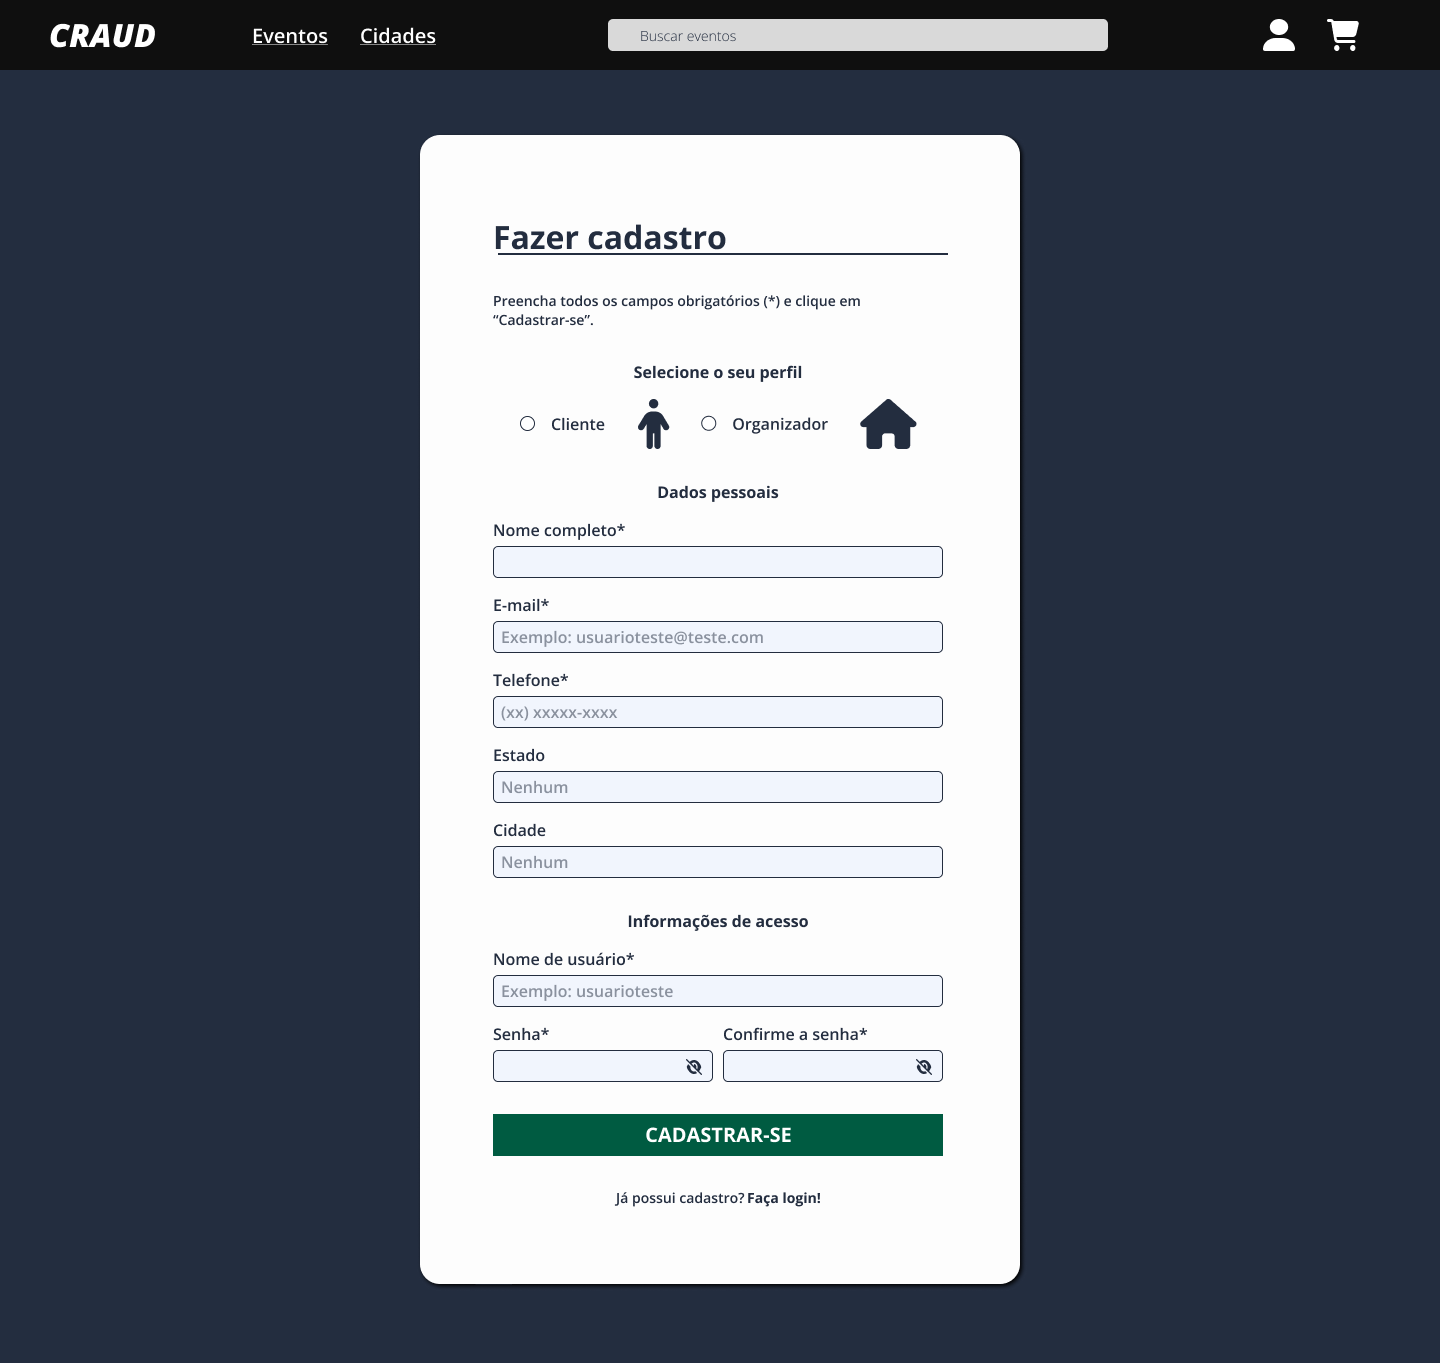 CRAUD
Eventos
Cidades
Buscar eventos
Fazer cadastro
Preencha todos os campos obrigatórios (*) e clique em
“Cadastrar-se”.
Selecione o seu perfil
Cliente
Organizador
Dados pessoais
Nome completo*
E-mail*
Exemplo: usuarioteste@teste.com
Telefone*
(xx) xxxxx-xxxx
Estado
Nenhum
Cidade
Nenhum
Informações de acesso
Nome de usuário*
Exemplo: usuarioteste
Senha*
Confirme a senha*
CADASTRAR-SE
Já possui cadastro? Faça login!